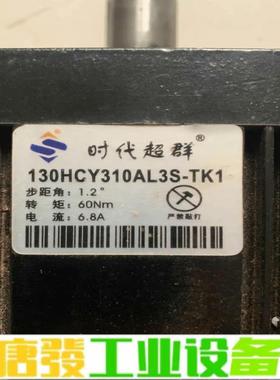 时代超群®
130HCY310AL3S-TK1
步距角：1.2°
转 矩：60Nm
电 流：6.8A
严禁敲打
唐發工业设备